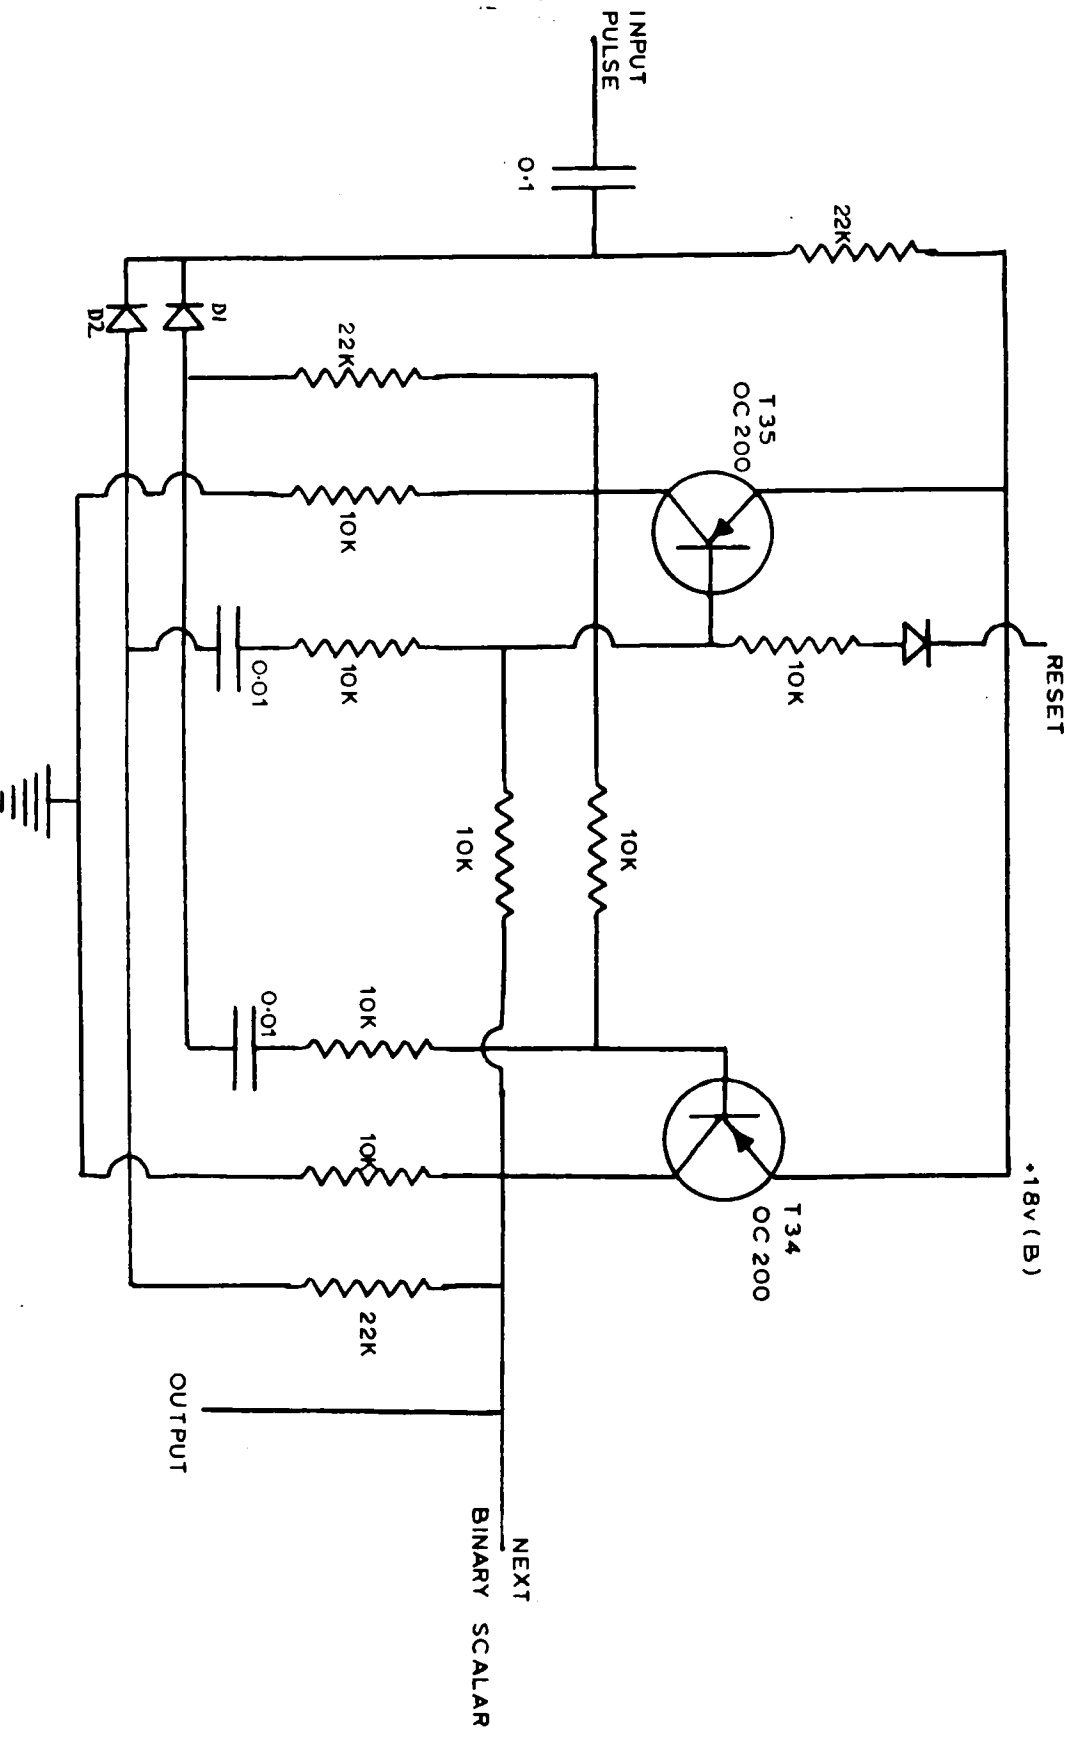 INPUT
PULSE
0.1
22K
D1
D2
22K
T35
OC 200
10K
RESET
10K
0.01
10K
10K
10K
+18v (B)
0.01
10K
10K
T34
OC 200
22K
OUTPUT
NEXT
BINARY SCALAR